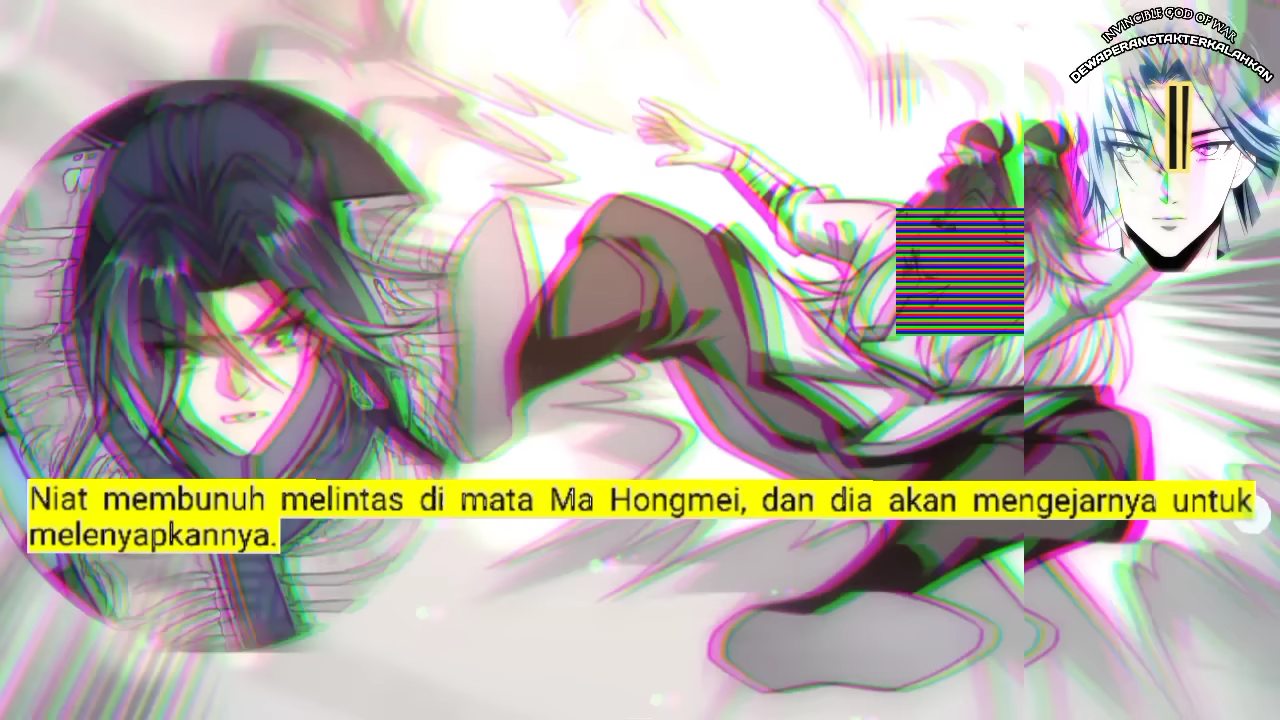 INVINCIBLE GOD OF WAR
DEWAPERANGTAKTERKALAHKAN
Niat membunuh melintas di mata Ma Hongmei, dan dia akan mengejarnya untuk
melenyapkannya.